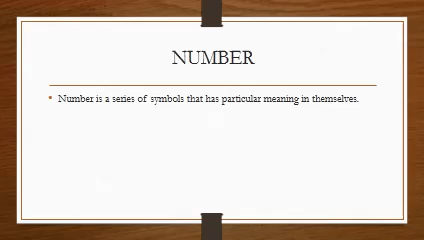 NUMBER
• Number is a series of symbols that has particular meaning in themselves.